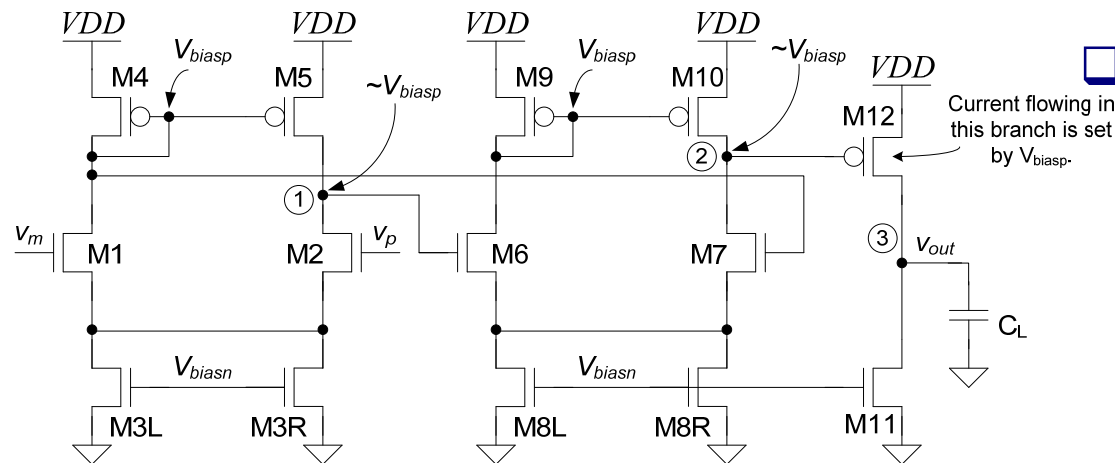 VDD VDD VDD VDD
VDD
M4 Vbiasp M5 ~Vbiasp M9 Vbiasp M10 ~Vbiasp
M12
Current flowing in
this branch is set
by Vbiasp.
1
2
3
vm M1 M2 vp M6 M7
vout
CL
Vbiasn Vbiasn
M3L M3R M8L M8R M11